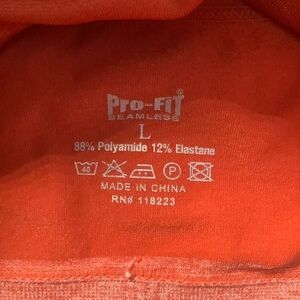 Pro-Fit®
SEAMLESS
L
88% Polyamide 12% Elastane
40 P
MADE IN CHINA
RN# 118223